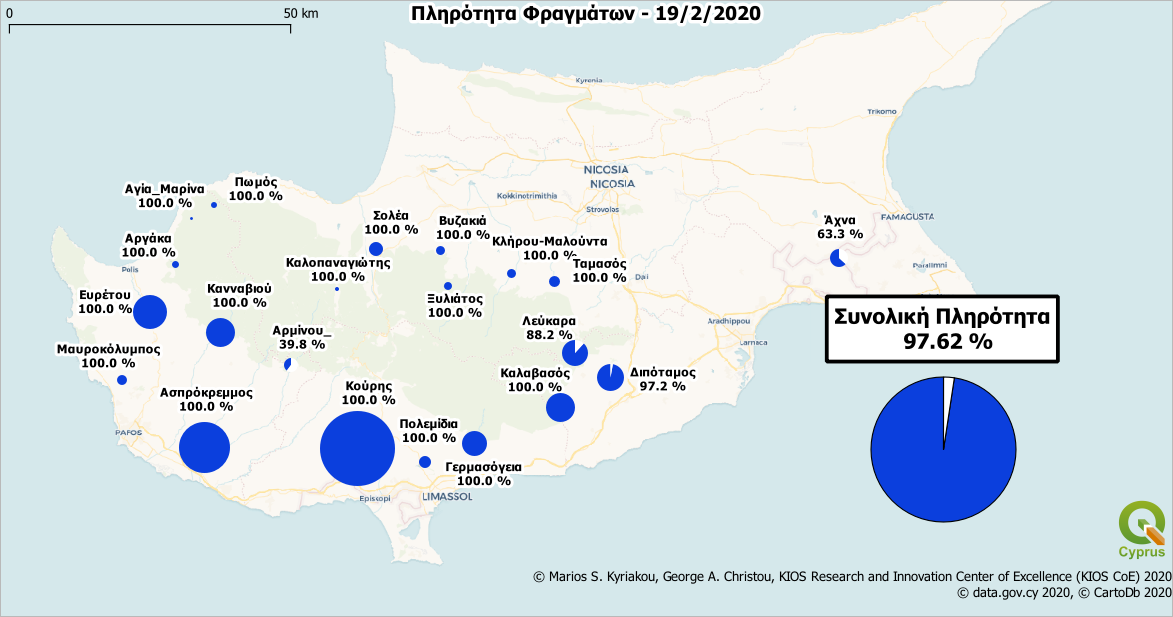 0
50 km
Πληρότητα Φραγμάτων - 19/2/2020
Kyrenia
Trikomo
NICOSIA
NICOSIA
Kokkinotrimithia
Strovolos
Αγία_Μαρίνα
100.0 %
Πωμός
100.0 %
Σολέα
100.0 %
Βυζακιά
100.0 %
Κλήρου-Μαλούντα
100.0 %
Άχνα
63.3 %
FAMAGUSTA
Αργάκα
100.0 %
Polis
Καλοπαναγιώτης
100.0 %
Ταμασός
100.0 %
Dali
Paralimni
Ευρέτου
100.0 %
Κανναβιού
100.0 %
Ξυλιάτος
100.0 %
Αρμίνου_
39.8 %
Λεύκαρα
88.2 %
Aradhippou
Larnaca
Συνολική Πληρότητα
97.62 %
Μαυροκόλυμπος
100.0 %
Καλαβασός
100.0 %
Διπόταμος
97.2 %
Ασπρόκρεμμος
100.0 %
Κούρης
100.0 %
Πολεμίδια
100.0 %
PAFOS
Γερμασόγεια
100.0 %
Episcopi
LIMASSOL
Cyprus
© Marios S. Kyriakou, George A. Christou, KIOS Research and Innovation Center of Excellence (KIOS CoE) 2020
© data.gov.cy 2020, © CartoDb 2020